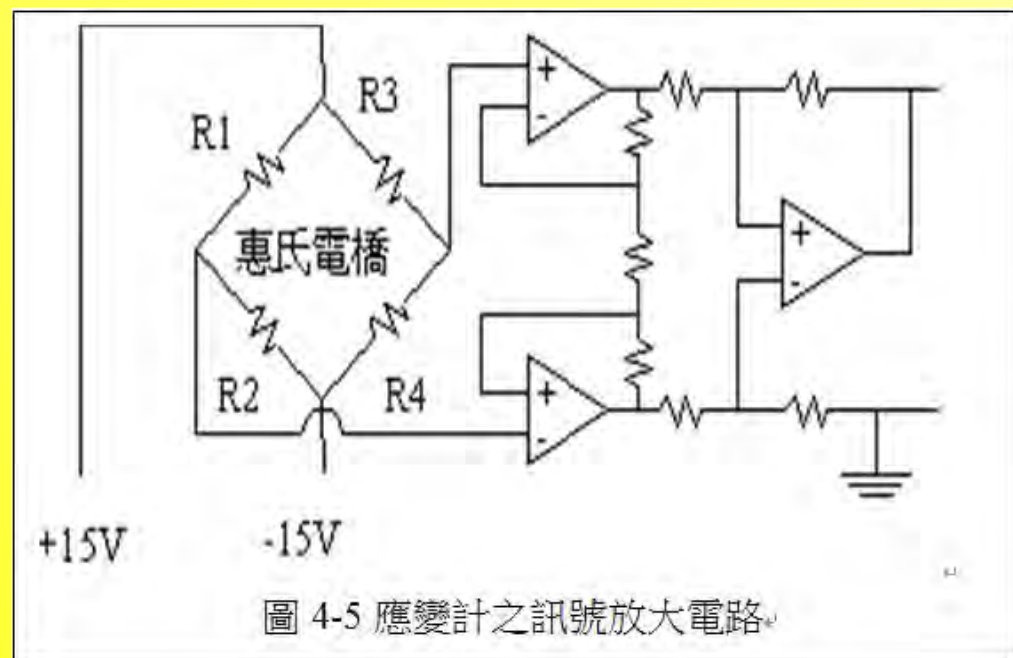 R1
R3
惠氏電橋
R2
R4
+
-
+
-
+
-
+15V
-15V
圖 4-5 應變計之訊號放大電路